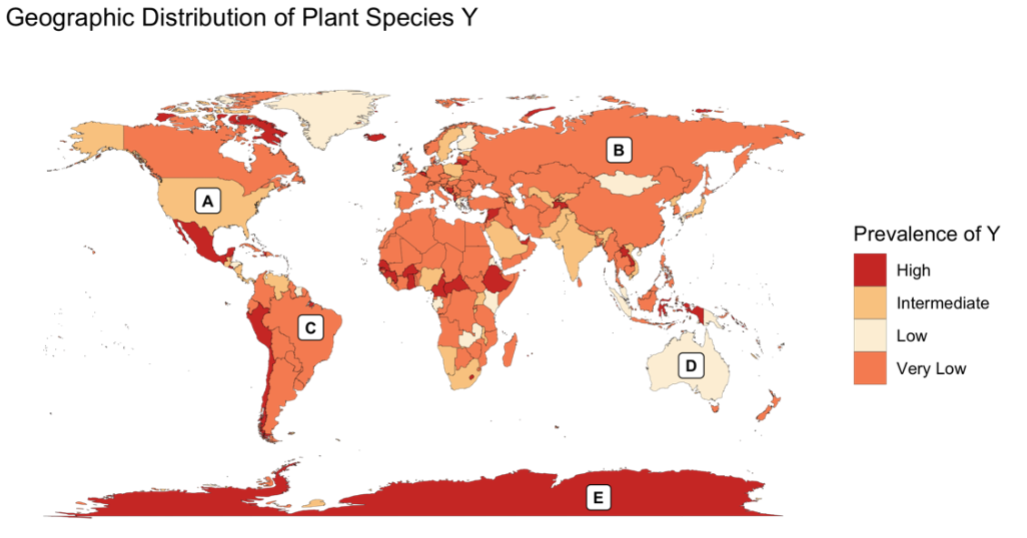 Geographic Distribution of Plant Species Y
B
A
Prevalence of Y
High
Intermediate
C
Low
D
Very Low
E